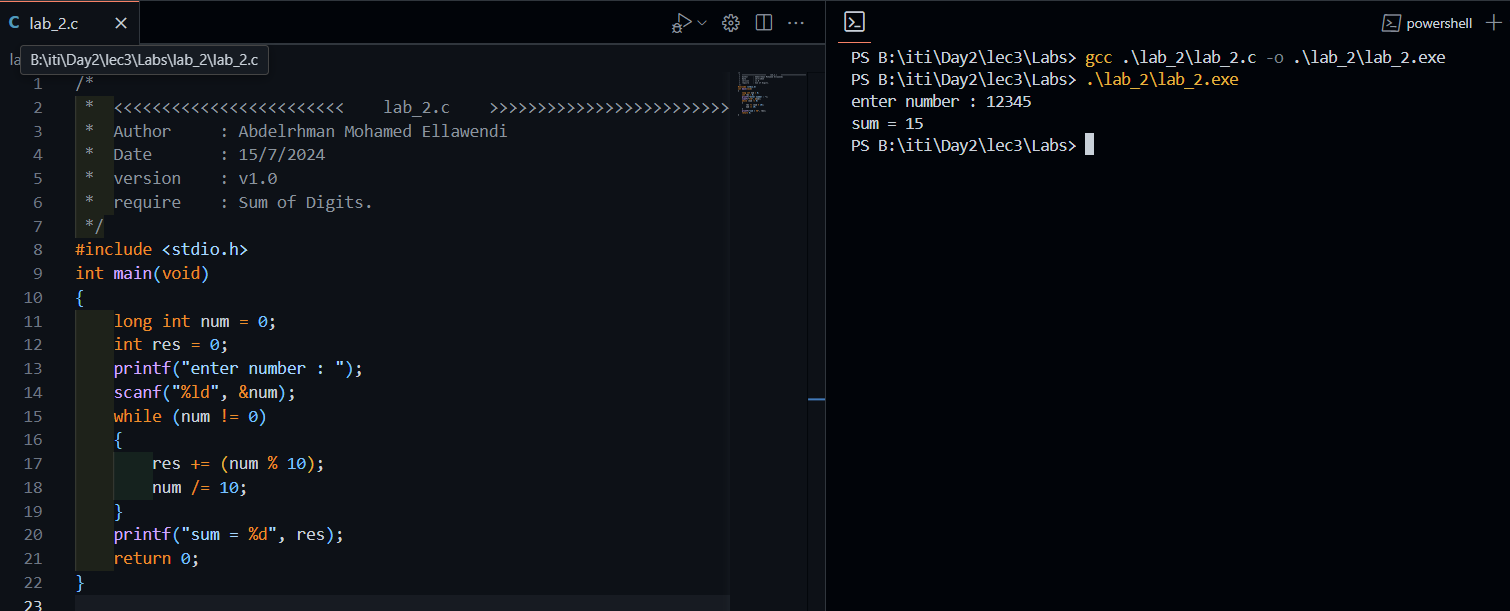 C lab_2.c ×
la
B:\iti\Day2\lec3\Labs\lab_2\lab_2.c
1 /*
2  *  <<<<<<<<<<<<<<<<<<<<<<<<    lab_2.c    >>>>>>>>>>>>>>>>>>>>>>>>>
3  *  Author     : Abdelrhman Mohamed Ellawendi
4  *  Date       : 15/7/2024
5  *  version    : v1.0
6  *  require    : Sum of Digits.
7  */
8 #include <stdio.h>
9 int main(void)
10 {
11     long int num = 0;
12     int res = 0;
13     printf("enter number : ");
14     scanf("%ld", &num);
15     while (num != 0)
16     {
17         res += (num % 10);
18         num /= 10;
19     }
20     printf("sum = %d", res);
21     return 0;
22 }
23
powershell
PS B:\iti\Day2\lec3\Labs> gcc .\lab_2\lab_2.c -o .\lab_2\lab_2.exe
PS B:\iti\Day2\lec3\Labs> .\lab_2\lab_2.exe
enter number : 12345
sum = 15
PS B:\iti\Day2\lec3\Labs>